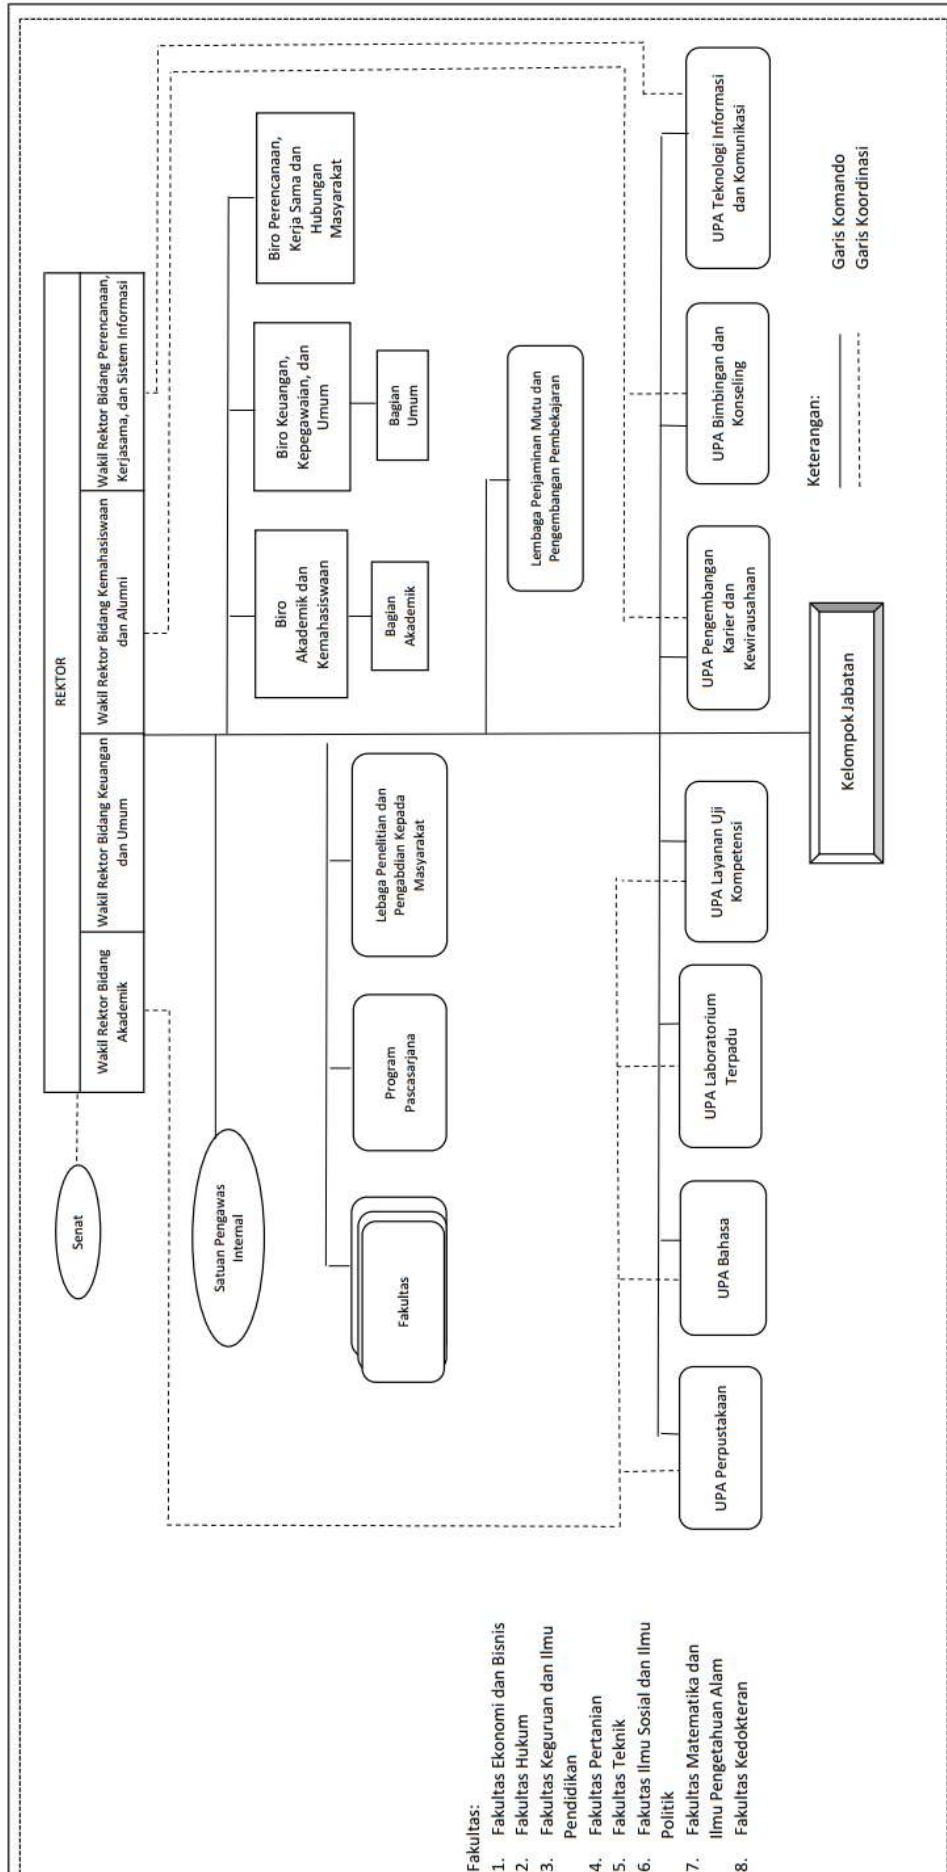 REKTOR
Wakil Rektor Bidang
Akademik
Wakil Rektor Bidang Keuangan
dan Umum
Wakil Rektor Bidang Kemahasiswaan
dan Alumni
Wakil Rektor Bidang Perencanaan,
Kerjasama, dan Sistem Informasi
Senat
Satuan Pengawas
Internal
Biro
Akademik dan
Kemahasiswaan
Biro Keuangan,
Kepegawaian, dan
Umum
Biro Perencanaan,
Kerja Sama dan
Hubungan
Masyarakat
Bagian
Akademik
Bagian
Umum
Fakultas
Program
Pascasarjana
Lebaga Penelitian dan
Pengabdian Kepada
Masyarakat
Lembaga Penjaminan Mutu dan
Pengembangan Pembekajaran
UPA Perpustakaan
UPA Bahasa
UPA Laboratorium
Terpadu
UPA Layanan Uji
Kompetensi
UPA Pengembangan
Karier dan
Kewirausahaan
UPA Bimbingan dan
Konseling
UPA Teknologi Informasi
dan Komunikasi
Kelompok Jabatan
Keterangan:
Garis Komando
Garis Koordinasi
Fakultas:
1. Fakultas Ekonomi dan Bisnis
2. Fakultas Hukum
3. Fakultas Keguruan dan Ilmu
Pendidikan
4. Fakultas Pertanian
5. Fakultas Teknik
6. Fakutas Ilmu Sosial dan Ilmu
Politik
7. Fakultas Matematika dan
Ilmu Pengetahuan Alam
8. Fakultas Kedokteran